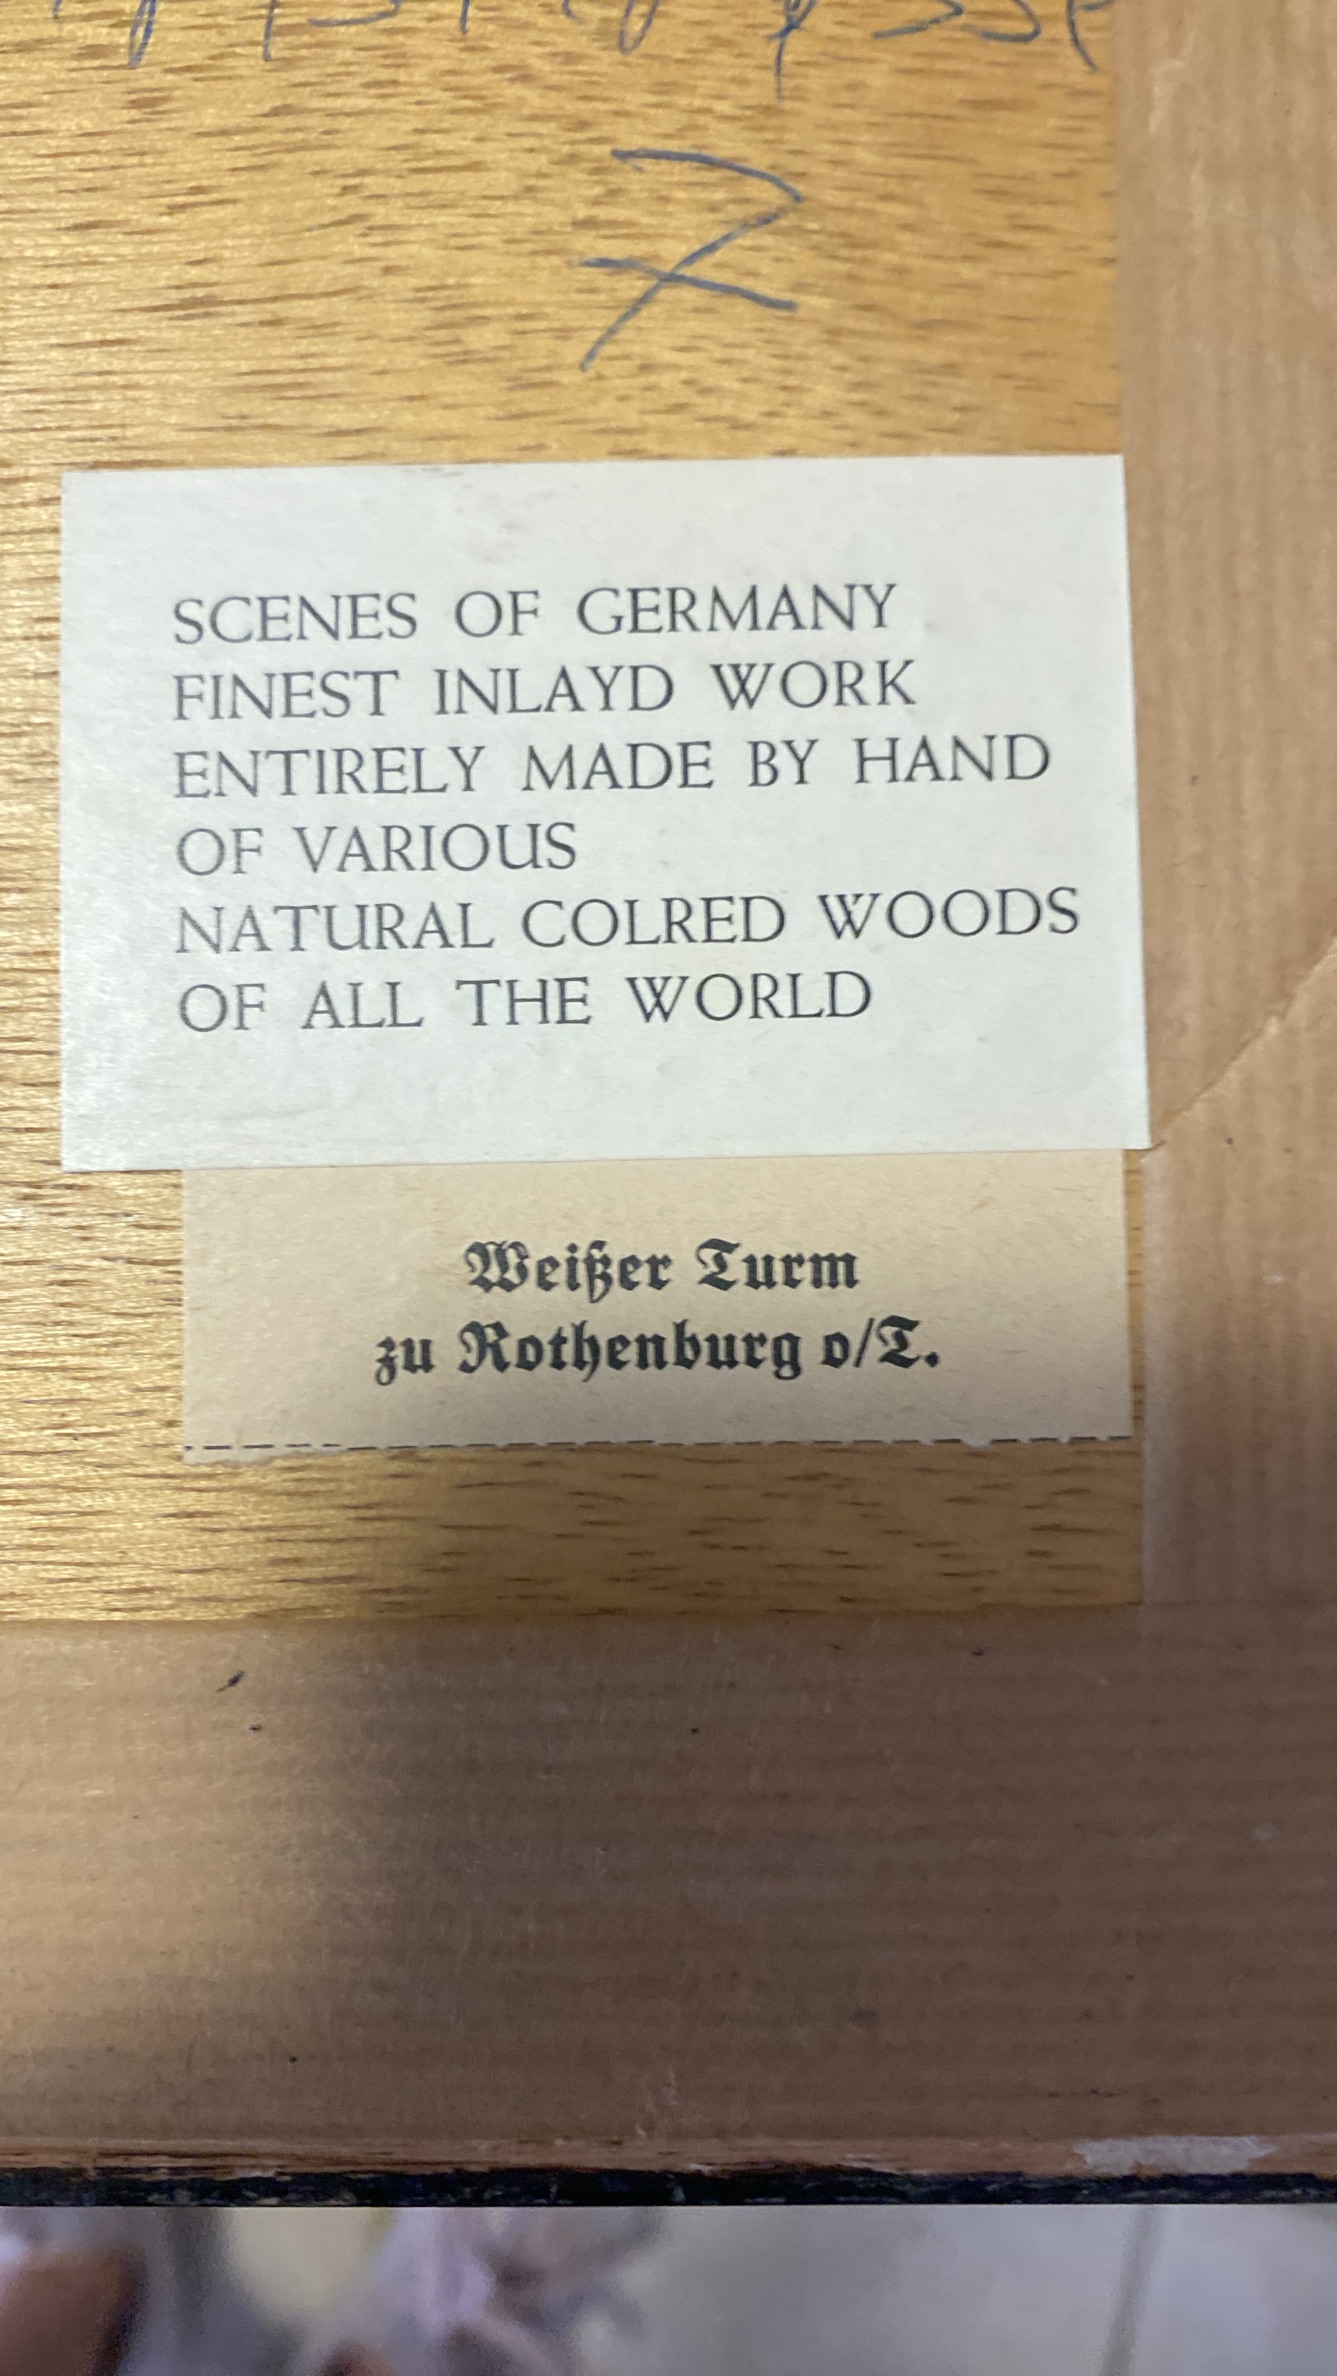 7
SCENES OF GERMANY
FINEST INLAYD WORK
ENTIRELY MADE BY HAND
OF VARIOUS
NATURAL COLRED WOODS
OF ALL THE WORLD
Weißer Turm
zu Rothenburg o/T.